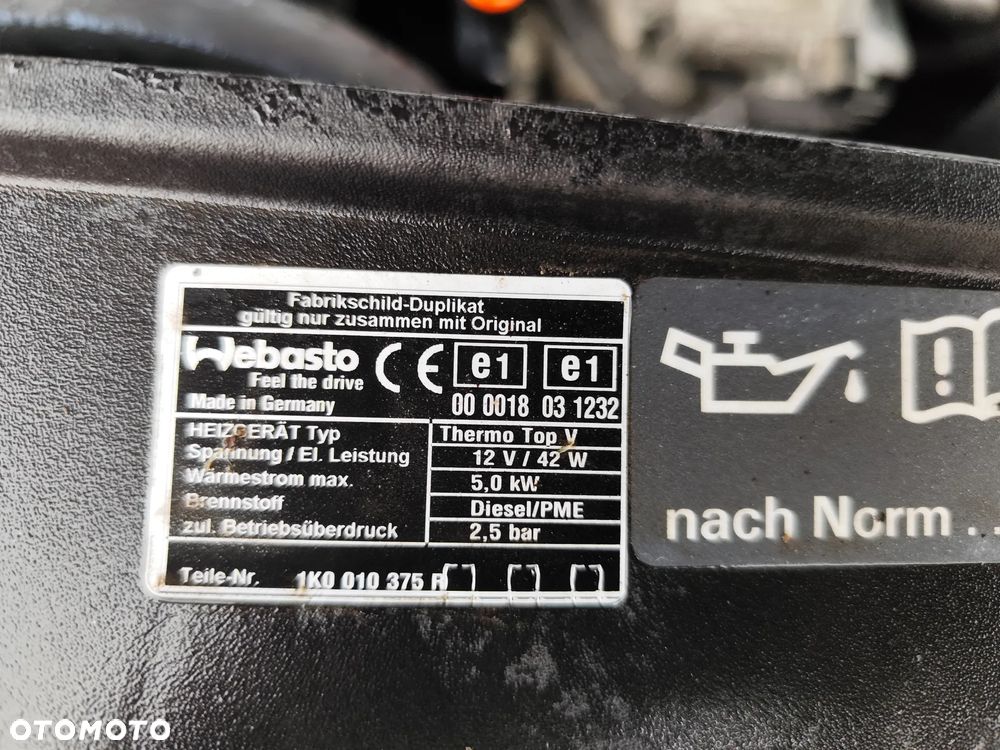 Fabrikschild-Duplikat
gültig nur zusammen mit Original
Webasto
Feel the drive
Made in Germany
CE
e1 e1
00 0018 03 1232
HEIZGERÄT Typ Thermo Top V
Spannung / El. Leistung 12 V / 42 W
Wärmestrom max. 5,0 kW
Brennstoff Diesel/PME
zul. Betriebsüberdruck 2,5 bar
Teile-Nr. 1K0 010 375
nach Norm ...
OTOMOTO